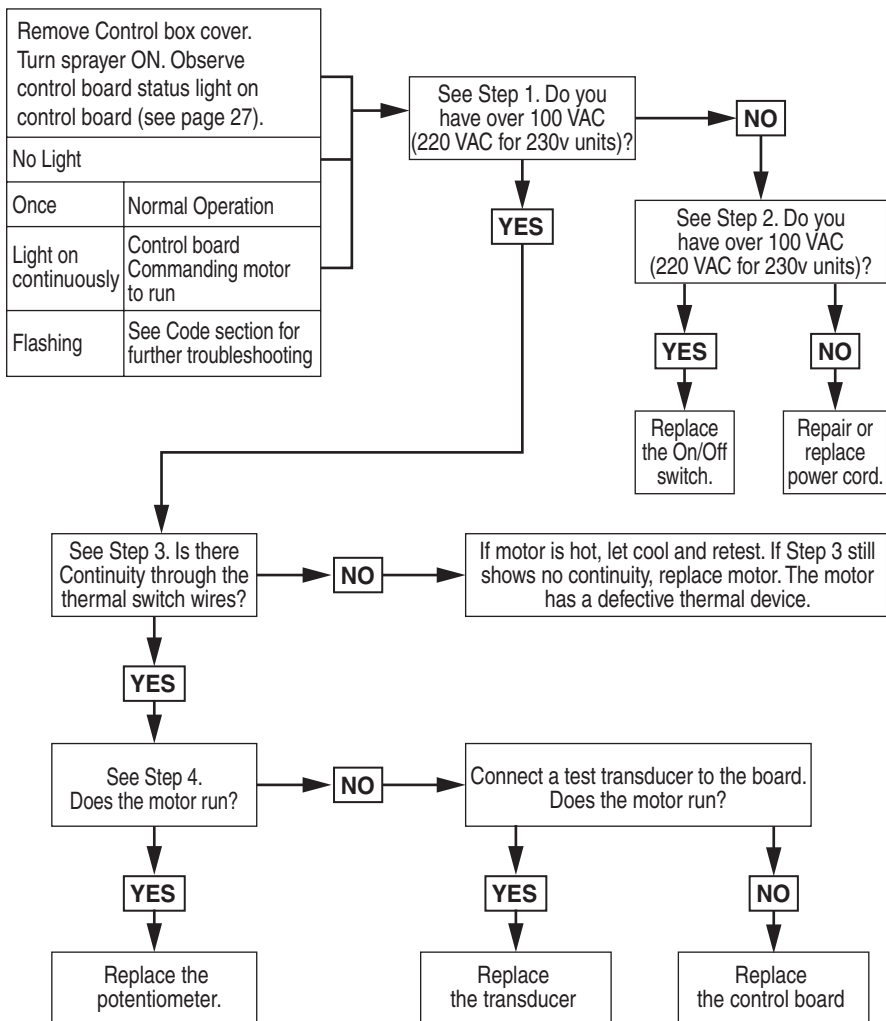 Remove Control box cover.
Turn sprayer ON. Observe
control board status light on
control board (see page 27).
No Light
Once
Normal Operation
Light on
continuously
Control board
Commanding motor
to run
Flashing
See Code section for
further troubleshooting
See Step 1. Do you
have over 100 VAC
(220 VAC for 230v units)?
NO
YES
See Step 2. Do you
have over 100 VAC
(220 VAC for 230v units)?
YES
NO
Replace
the On/Off
switch.
Repair or
replace
power cord.
See Step 3. Is there
Continuity through the
thermal switch wires?
NO
If motor is hot, let cool and retest. If Step 3 still
shows no continuity, replace motor. The motor
has a defective thermal device.
YES
See Step 4.
Does the motor run?
NO
Connect a test transducer to the board.
Does the motor run?
YES
YES
NO
Replace the
potentiometer.
Replace
the transducer
Replace
the control board